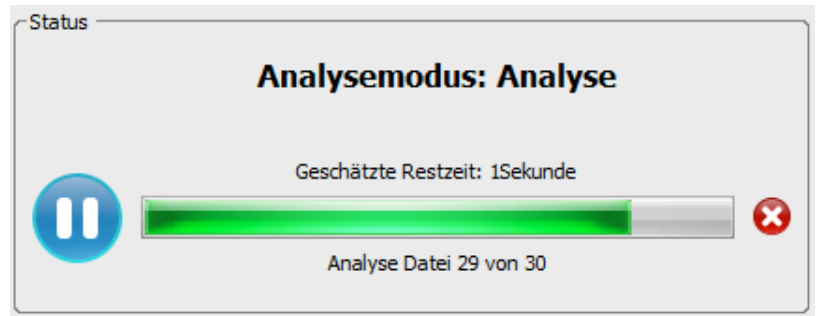 Status
Analysemodus: Analyse
Geschätzte Restzeit: 1Sekunde
Analyse Datei 29 von 30